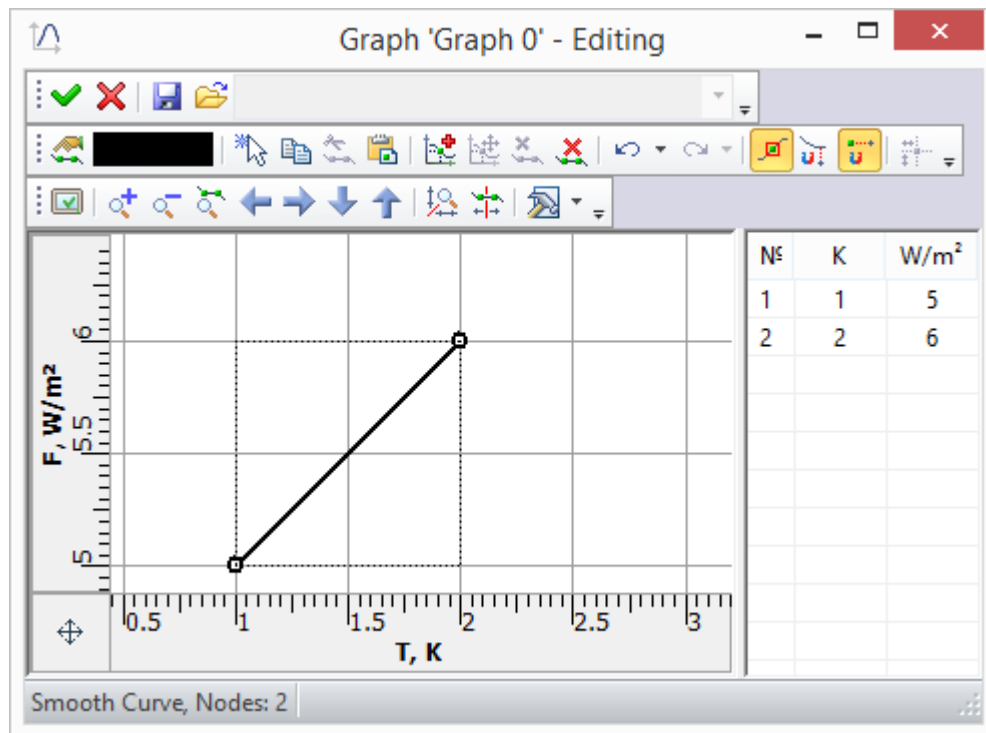 Graph 'Graph 0' - Editing
№ K W/m²
1 1 5
2 2 6
F, W/m²
6
5.5
5
0.5 1 1.5 2 2.5 3
T, K
Smooth Curve, Nodes: 2